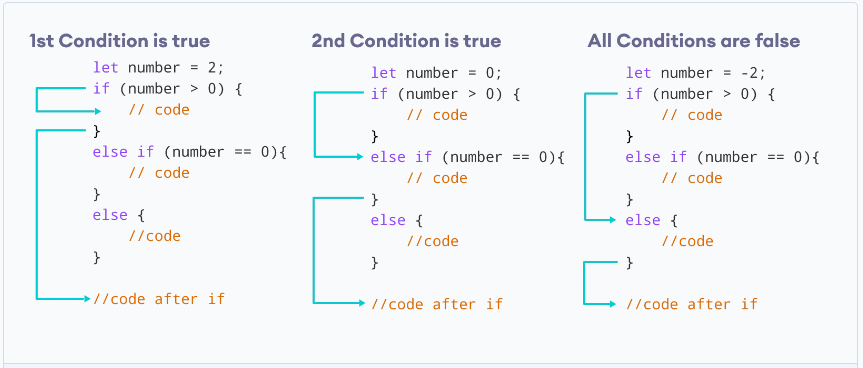 1st Condition is true
let number = 2;
if (number > 0) {
// code
}
else if (number == 0){
// code
}
else {
//code
}
//code after if
2nd Condition is true
let number = 0;
if (number > 0) {
// code
}
else if (number == 0){
// code
}
else {
//code
}
//code after if
All Conditions are false
let number = -2;
if (number > 0) {
// code
}
else if (number == 0){
// code
}
else {
//code
}
//code after if